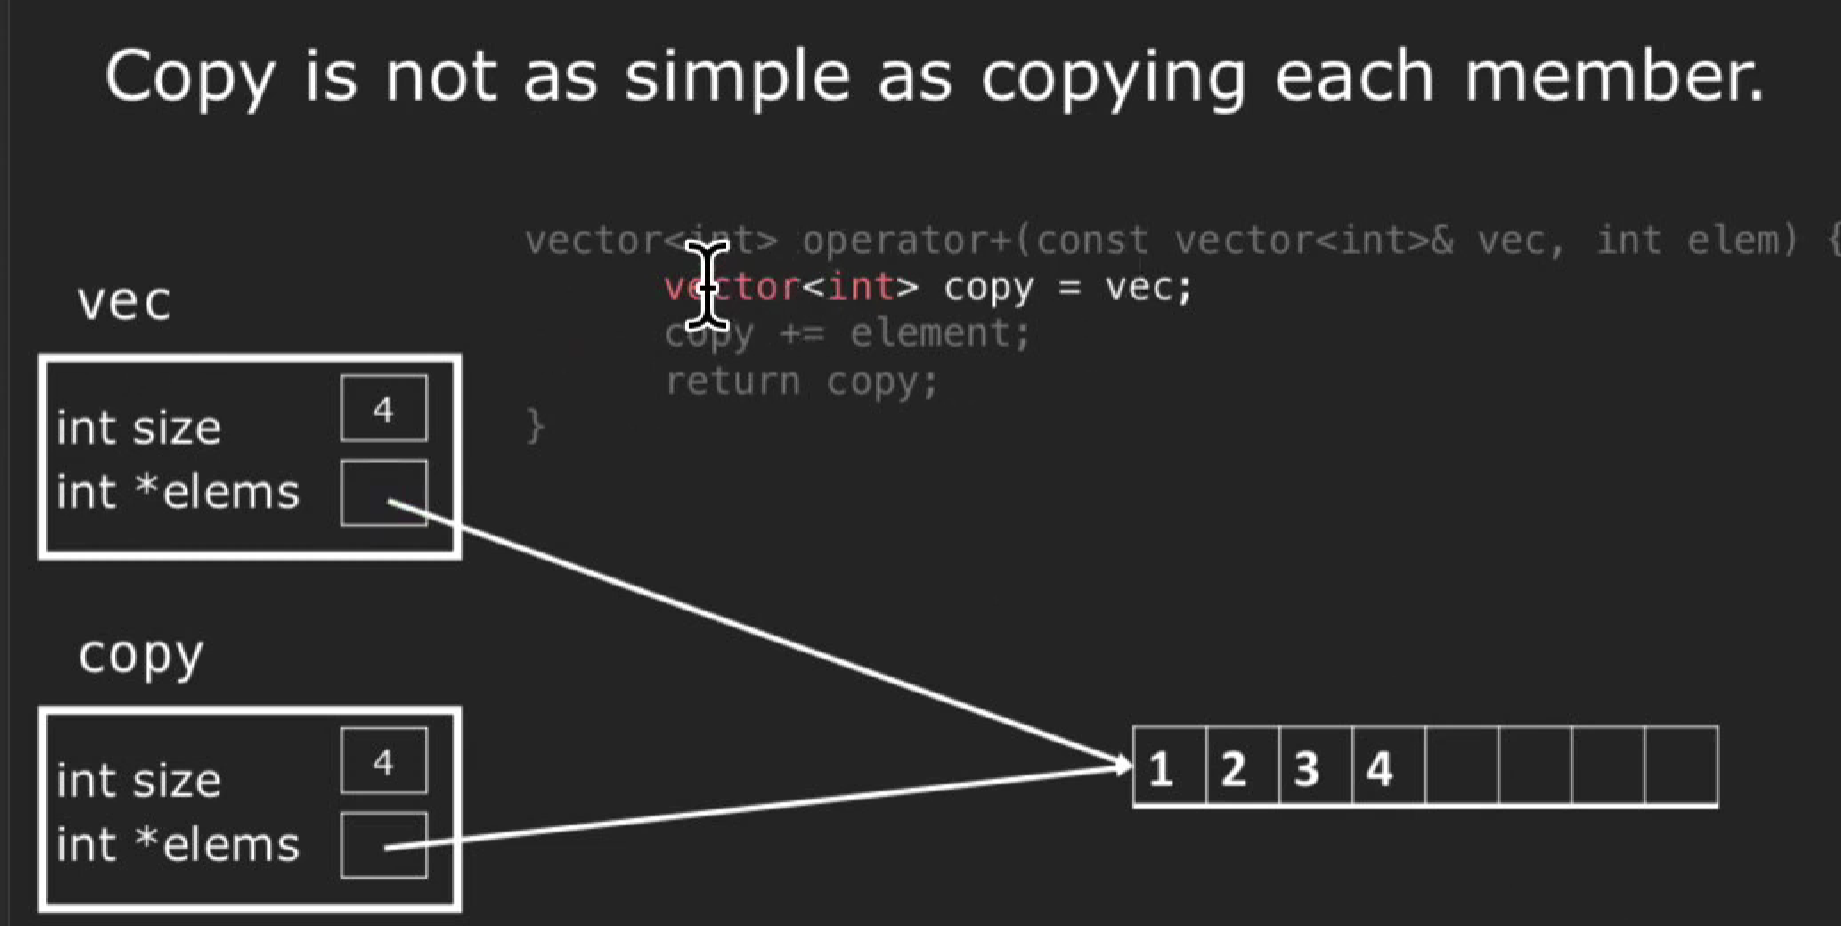 Copy is not as simple as copying each member.
vector<int> operator+(const vector<int>& vec, int elem) {
vector<int> copy = vec;
copy += element;
return copy;
}
vec
int size 4
int *elems
copy
int size 4
int *elems
1 2 3 4